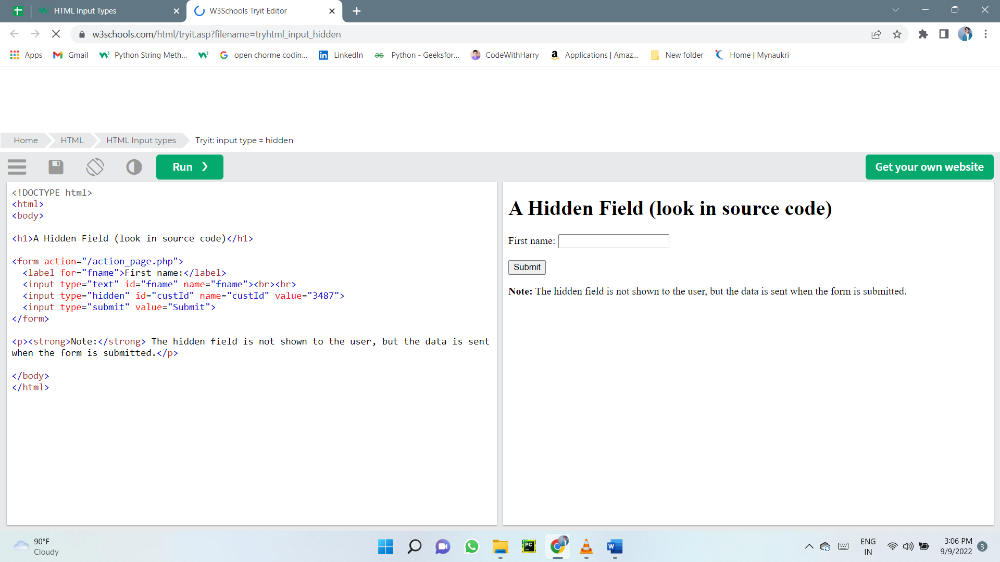 HTML Input Types
W3Schools Tryit Editor
w3schools.com/html/tryit.asp?filename=tryhtml_input_hidden
Apps Gmail Python String Meth... open chorme codin... LinkedIn Python - Geeksfor... CodeWithHarry Applications | Amaz... New folder Home | Mynaukri
Home HTML HTML Input types Tryit: input type = hidden
Run ❯
Get your own website
<!DOCTYPE html>
<html>
<body>
<h1>A Hidden Field (look in source code)</h1>
<form action="/action_page.php">
<label for="fname">First name:</label>
<input type="text" id="fname" name="fname"><br><br>
<input type="hidden" id="custId" name="custId" value="3487">
<input type="submit" value="Submit">
</form>
<p><strong>Note:</strong> The hidden field is not shown to the user, but the data is sent
when the form is submitted.</p>
</body>
</html>
A Hidden Field (look in source code)
First name:
Submit
Note: The hidden field is not shown to the user, but the data is sent when the form is submitted.
90°F
Cloudy
PC
W
ENG
IN
3:06 PM
9/9/2022
3